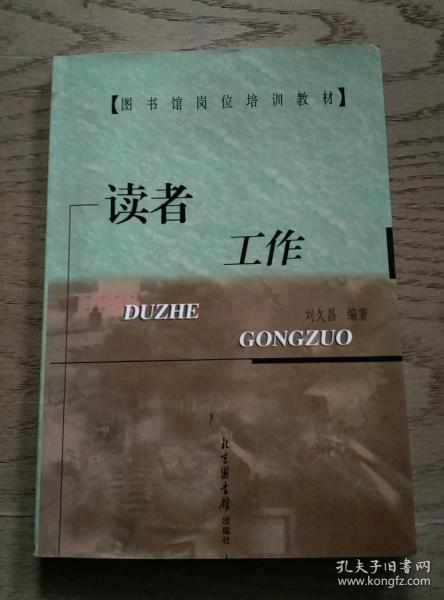 【图书馆岗位培训教材】
读者
工作
DUZHE
刘久昌 编著
GONGZUO
北京图书馆
出版社
孔夫子旧书网
www.kongfz.com